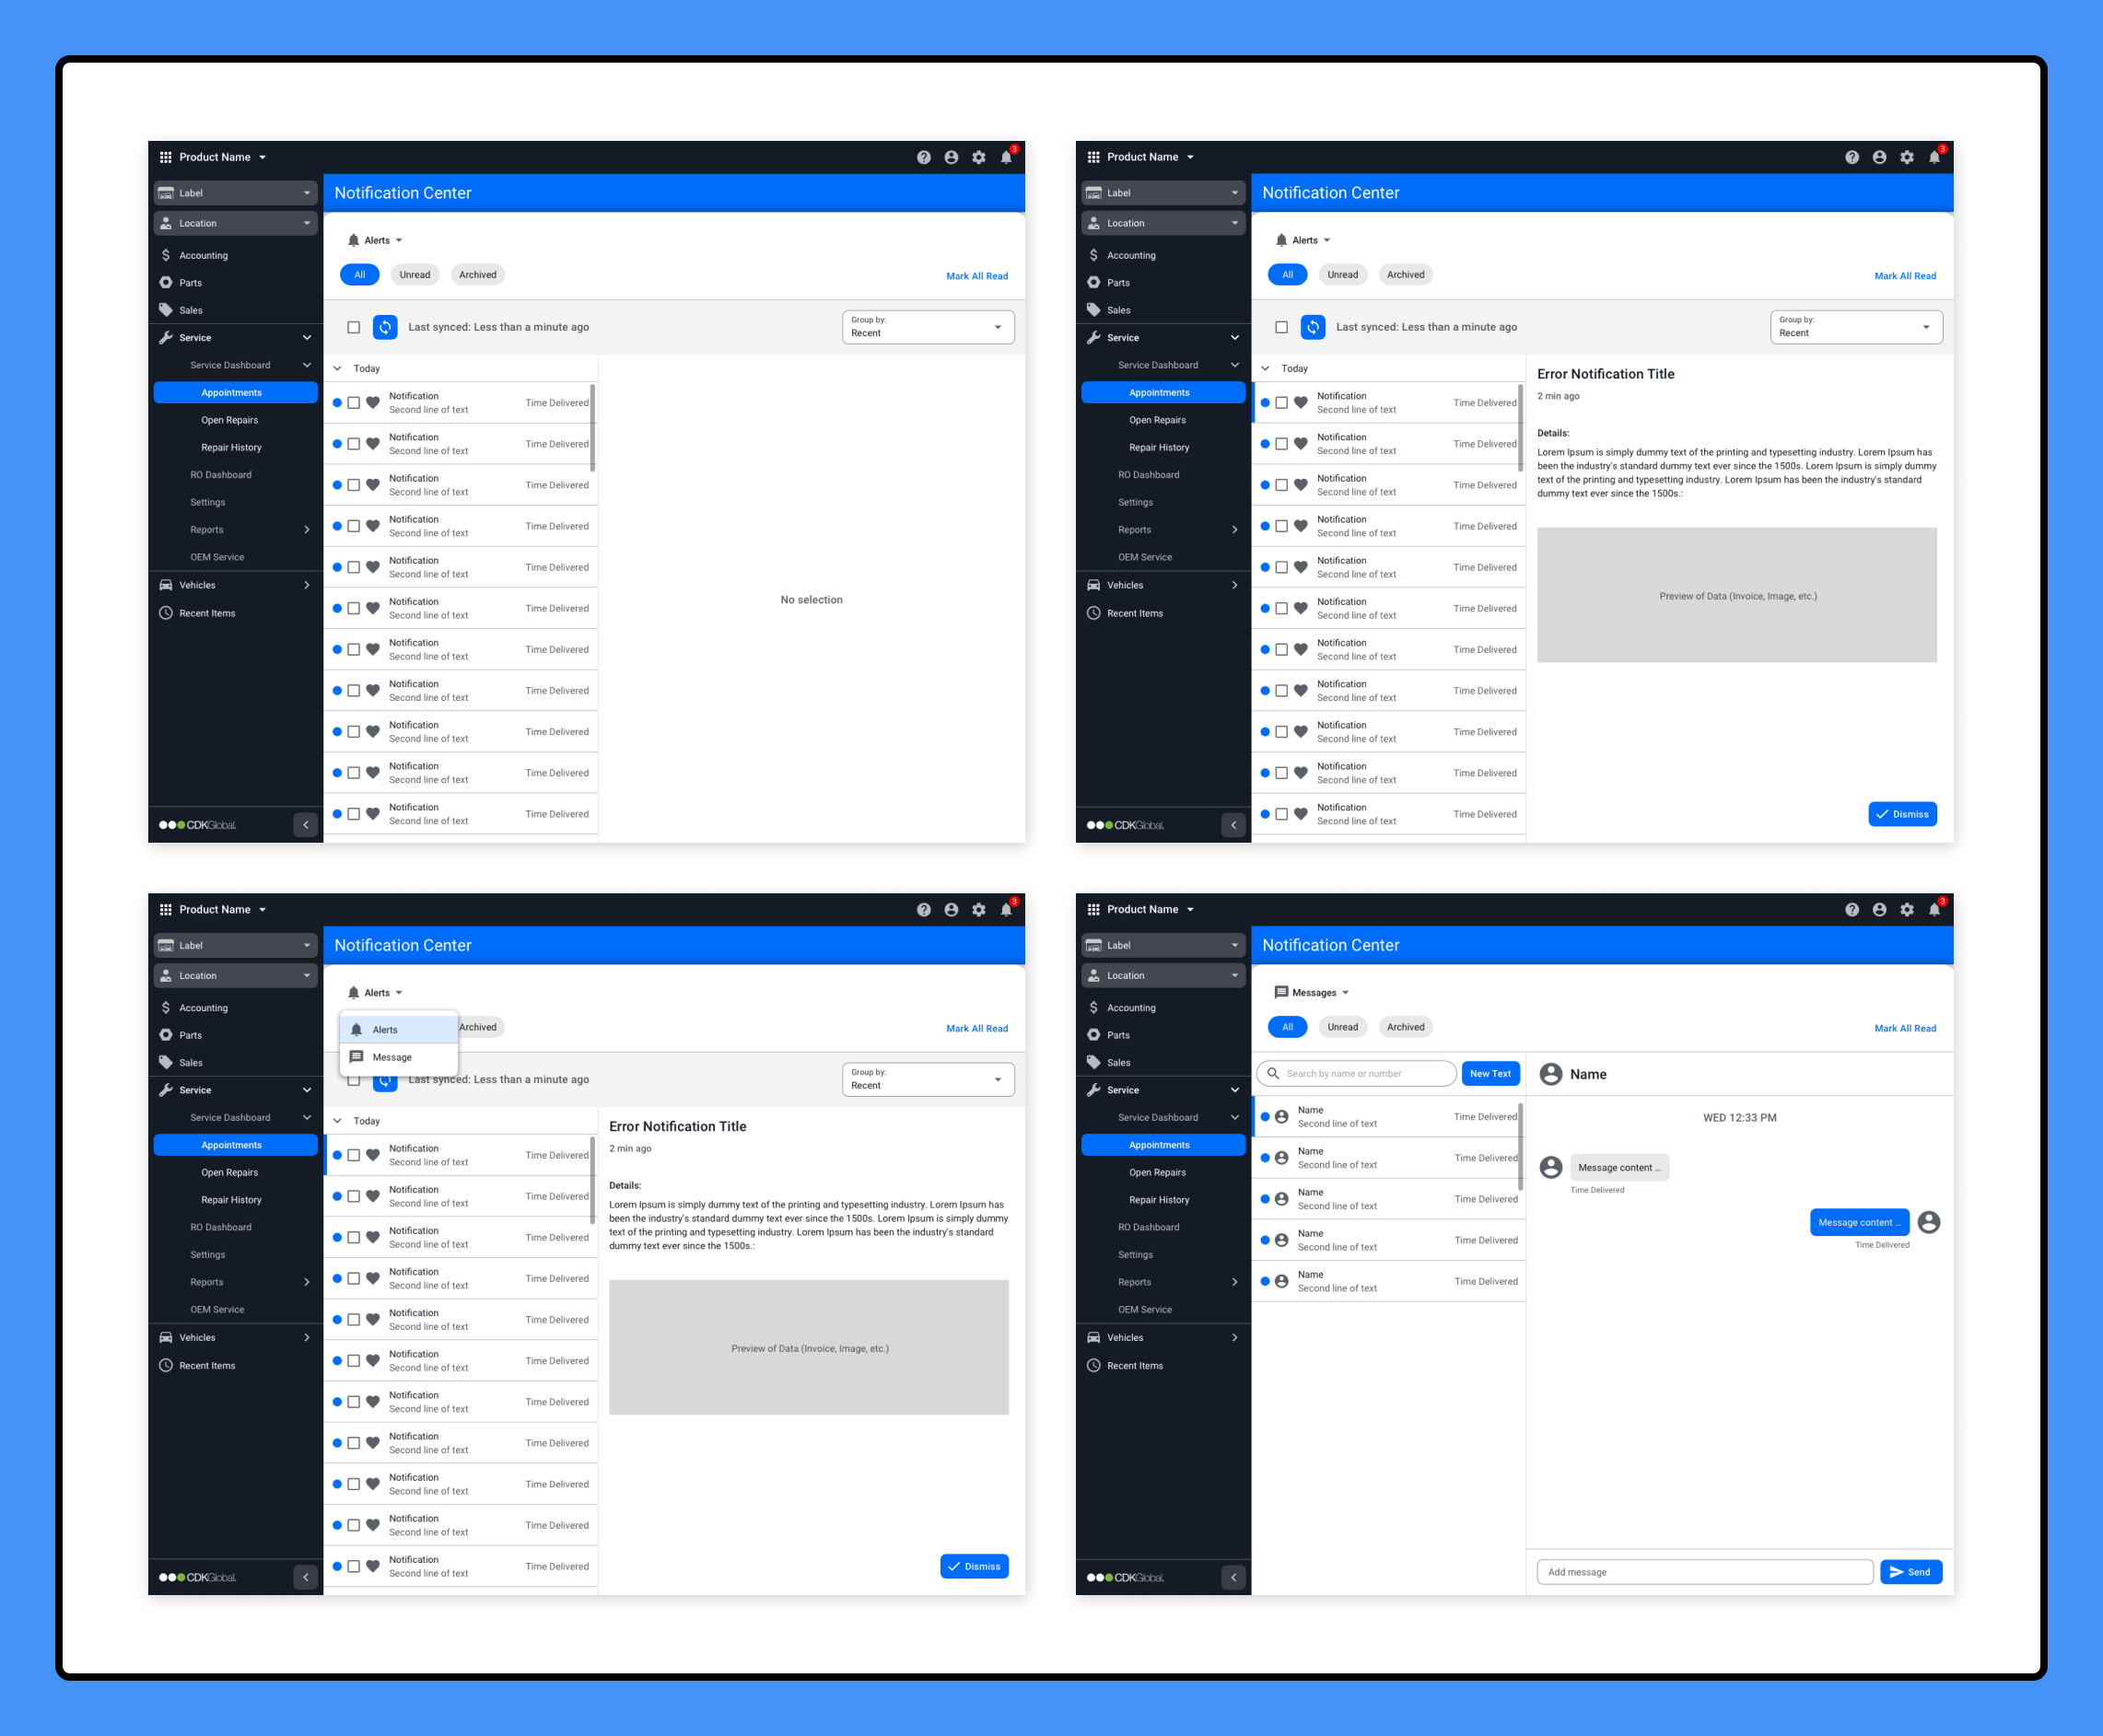 Product Name
3
Label
Location
Accounting
Parts
Sales
Service
Service Dashboard
Appointments
Open Repairs
Repair History
RO Dashboard
Settings
Reports
OEM Service
Vehicles
Recent Items
CDKGlobal.
Notification Center
Alerts
All Unread Archived Mark All Read
Last synced: Less than a minute ago
Group by:
Recent
Today
Notification
Second line of text
Time Delivered
Notification
Second line of text
Time Delivered
Notification
Second line of text
Time Delivered
Notification
Second line of text
Time Delivered
Notification
Second line of text
Time Delivered
Notification
Second line of text
Time Delivered
Notification
Second line of text
Time Delivered
Notification
Second line of text
Time Delivered
Notification
Second line of text
Time Delivered
Notification
Second line of text
Time Delivered
Notification
Second line of text
Time Delivered
No selection
Product Name
3
Label
Location
Accounting
Parts
Sales
Service
Service Dashboard
Appointments
Open Repairs
Repair History
RO Dashboard
Settings
Reports
OEM Service
Vehicles
Recent Items
CDKGlobal.
Notification Center
Alerts
All Unread Archived Mark All Read
Last synced: Less than a minute ago
Group by:
Recent
Today
Notification
Second line of text
Time Delivered
Notification
Second line of text
Time Delivered
Notification
Second line of text
Time Delivered
Notification
Second line of text
Time Delivered
Notification
Second line of text
Time Delivered
Notification
Second line of text
Time Delivered
Notification
Second line of text
Time Delivered
Notification
Second line of text
Time Delivered
Notification
Second line of text
Time Delivered
Notification
Second line of text
Time Delivered
Notification
Second line of text
Time Delivered
Error Notification Title
2 min ago
Details:
Lorem Ipsum is simply dummy text of the printing and typesetting industry. Lorem Ipsum has
been the industry's standard dummy text ever since the 1500s. Lorem Ipsum is simply dummy
text of the printing and typesetting industry. Lorem Ipsum has been the industry's standard
dummy text ever since the 1500s.:
Preview of Data (Invoice, Image, etc.)
Dismiss
Product Name
3
Label
Location
Accounting
Parts
Sales
Service
Service Dashboard
Appointments
Open Repairs
Repair History
RO Dashboard
Settings
Reports
OEM Service
Vehicles
Recent Items
CDKGlobal.
Notification Center
Alerts
Alerts
Message
Archived Mark All Read
Last synced: Less than a minute ago
Group by:
Recent
Today
Notification
Second line of text
Time Delivered
Notification
Second line of text
Time Delivered
Notification
Second line of text
Time Delivered
Notification
Second line of text
Time Delivered
Notification
Second line of text
Time Delivered
Notification
Second line of text
Time Delivered
Notification
Second line of text
Time Delivered
Notification
Second line of text
Time Delivered
Notification
Second line of text
Time Delivered
Notification
Second line of text
Time Delivered
Notification
Second line of text
Time Delivered
Error Notification Title
2 min ago
Details:
Lorem Ipsum is simply dummy text of the printing and typesetting industry. Lorem Ipsum has
been the industry's standard dummy text ever since the 1500s. Lorem Ipsum is simply dummy
text of the printing and typesetting industry. Lorem Ipsum has been the industry's standard
dummy text ever since the 1500s.:
Preview of Data (Invoice, Image, etc.)
Dismiss
Product Name
3
Label
Location
Accounting
Parts
Sales
Service
Service Dashboard
Appointments
Open Repairs
Repair History
RO Dashboard
Settings
Reports
OEM Service
Vehicles
Recent Items
CDKGlobal.
Notification Center
Messages
All Unread Archived Mark All Read
Search by name or number
New Text
Name
Second line of text
Time Delivered
Name
Second line of text
Time Delivered
Name
Second line of text
Time Delivered
Name
Second line of text
Time Delivered
Name
Second line of text
Time Delivered
Name
WED 12:33 PM
Message content ...
Time Delivered
Message content ...
Time Delivered
Add message
Send